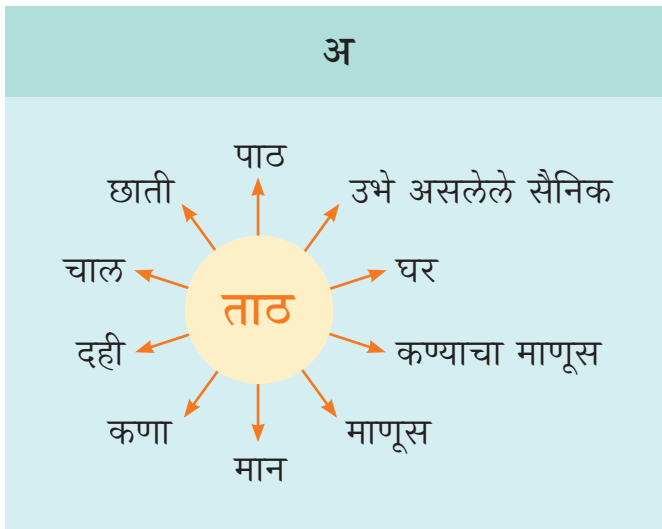 अ
पाठ
छाती
उभे असलेले सैनिक
चाल
घर
ताठ
दही
कण्याचा माणूस
कणा
माणूस
मान